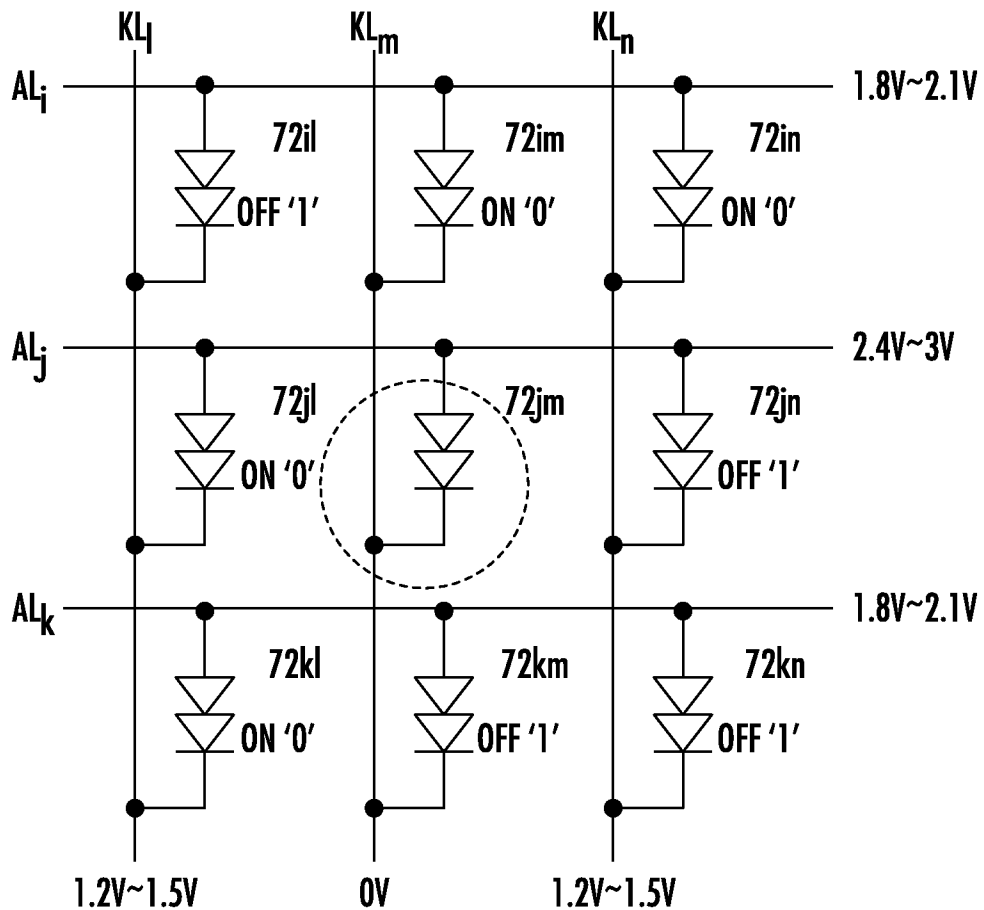 KLl KLm KLn
ALi 1.8V~2.1V
72il 72im 72in
OFF ‘1’ ON ‘0’ ON ‘0’
ALj 2.4V~3V
72jl 72jm 72jn
ON ‘0’ OFF ‘1’
ALk 1.8V~2.1V
72kl 72km 72kn
ON ‘0’ OFF ‘1’ OFF ‘1’
1.2V~1.5V 0V 1.2V~1.5V